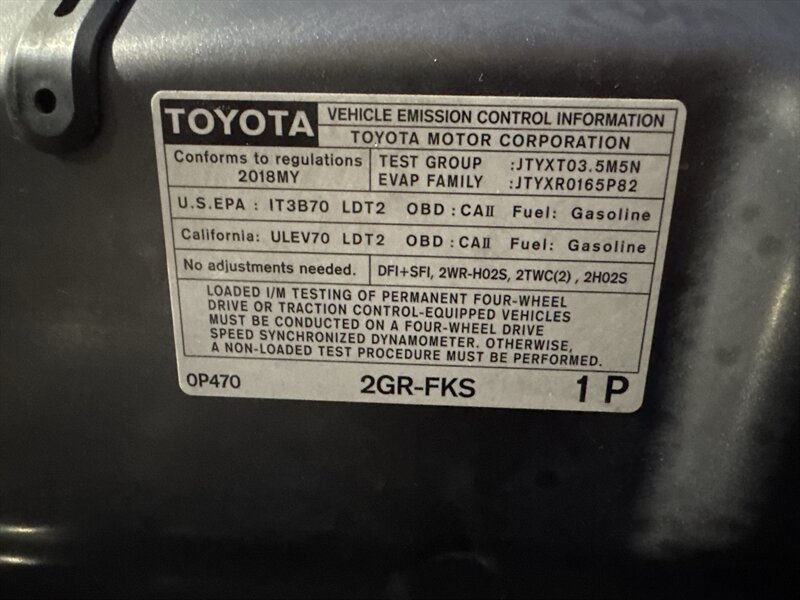 TOYOTA VEHICLE EMISSION CONTROL INFORMATION
TOYOTA MOTOR CORPORATION
Conforms to regulations
2018MY
TEST GROUP :JTYXT03.5M5N
EVAP FAMILY :JTYXR0165P82
U.S.EPA : IT3B70 LDT2 OBD : CAII Fuel: Gasoline
California: ULEV70 LDT2 OBD : CAII Fuel: Gasoline
No adjustments needed. DFI+SFI, 2WR-HO2S, 2TWC(2) , 2HO2S
LOADED I/M TESTING OF PERMANENT FOUR-WHEEL
DRIVE OR TRACTION CONTROL-EQUIPPED VEHICLES
MUST BE CONDUCTED ON A FOUR-WHEEL DRIVE
SPEED SYNCHRONIZED DYNAMOMETER. OTHERWISE,
A NON-LOADED TEST PROCEDURE MUST BE PERFORMED.
0P470 2GR-FKS 1 P